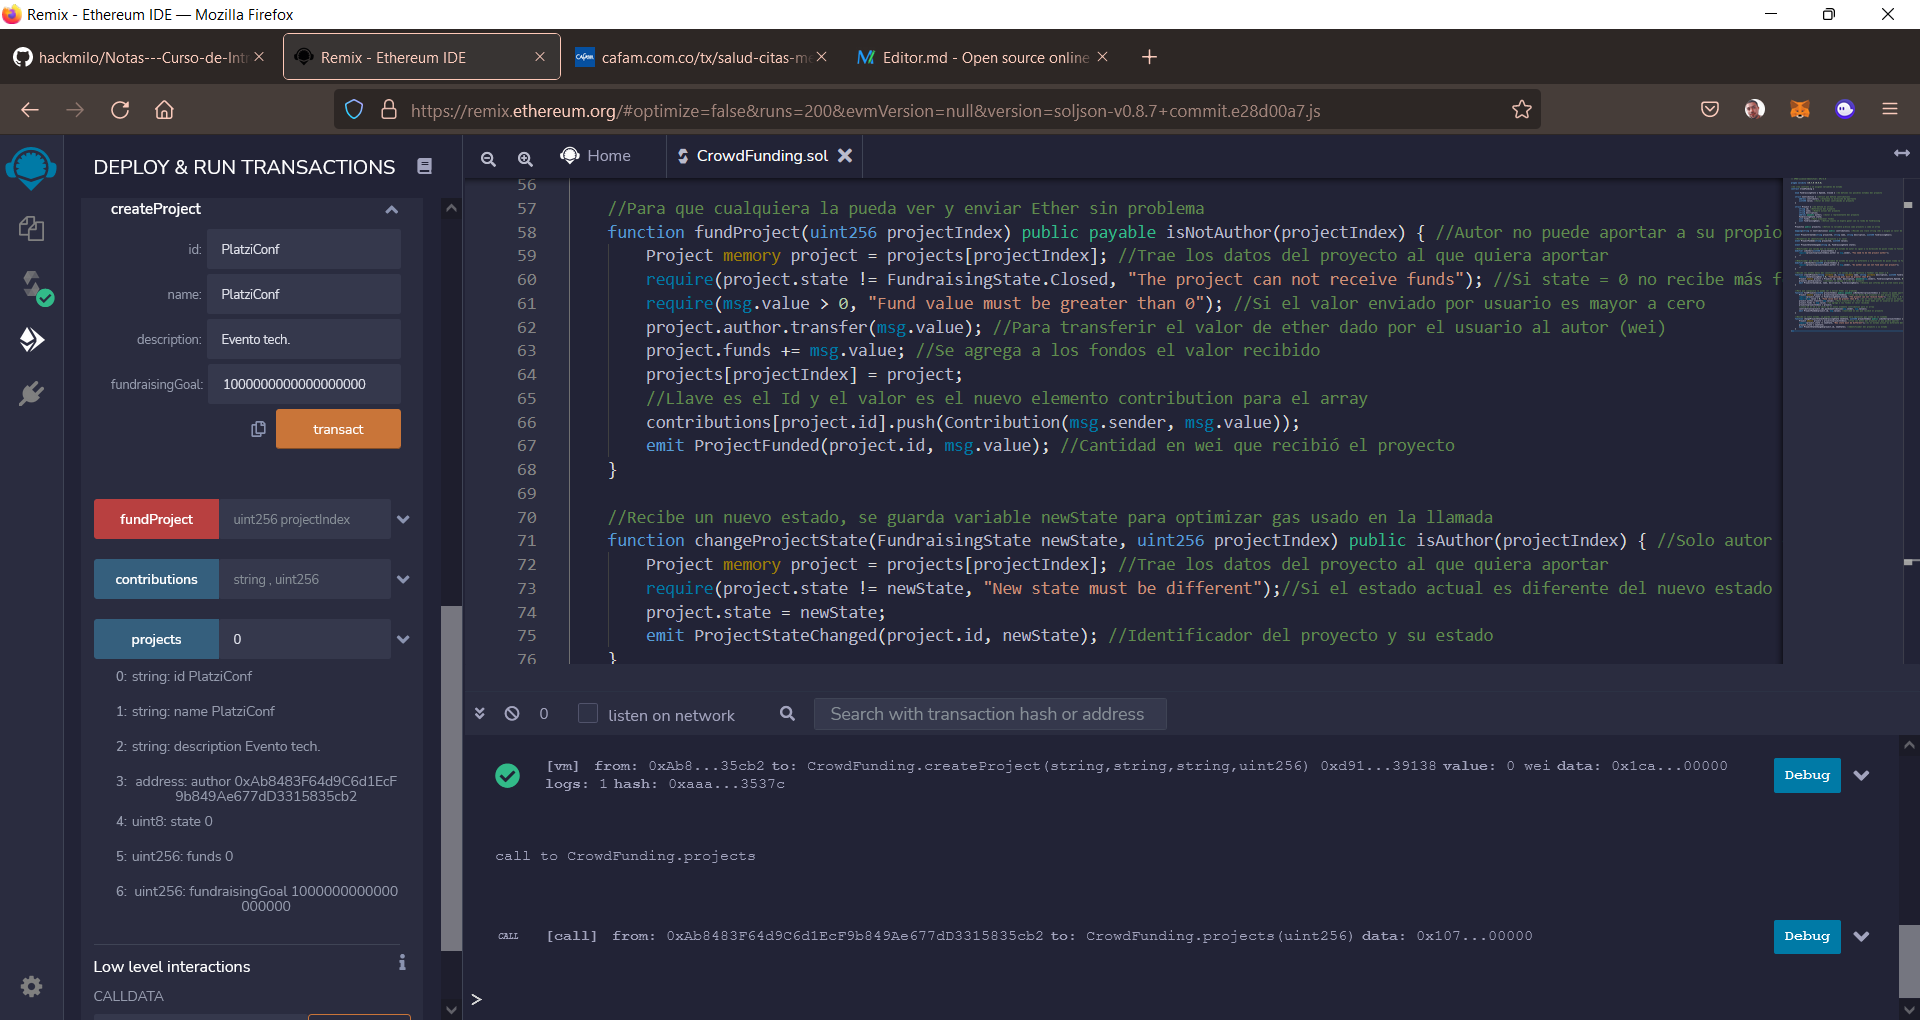 Remix - Ethereum IDE — Mozilla Firefox
hackmilo/Notas---Curso-de-Intr
Remix - Ethereum IDE
cafam.com.co/tx/salud-citas-me
Editor.md - Open source online
https://remix.ethereum.org/#optimize=false&runs=200&evmVersion=null&version=soljson-v0.8.7+commit.e28d00a7.js
DEPLOY & RUN TRANSACTIONS
createProject
id: PlatziConf
name: PlatziConf
description: Evento tech.
fundraisingGoal: 1000000000000000000
transact
fundProject uint256 projectIndex
contributions string , uint256
projects 0
0: string: id PlatziConf
1: string: name PlatziConf
2: string: description Evento tech.
3: address: author 0xAb8483F64d9C6d1EcF
9b849Ae677dD3315835cb2
4: uint8: state 0
5: uint256: funds 0
6: uint256: fundraisingGoal 1000000000000
000000
Low level interactions
CALLDATA
Home
CrowdFunding.sol
56
57 //Para que cualquiera la pueda ver y enviar Ether sin problema
58 function fundProject(uint256 projectIndex) public payable isNotAuthor(projectIndex) { //Autor no puede aportar a su propio
59 Project memory project = projects[projectIndex]; //Trae los datos del proyecto al que quiera aportar
60 require(project.state != FundraisingState.Closed, "The project can not receive funds"); //Si state = 0 no recibe más f
61 require(msg.value > 0, "Fund value must be greater than 0"); //Si el valor enviado por usuario es mayor a cero
62 project.author.transfer(msg.value); //Para transferir el valor de ether dado por el usuario al autor (wei)
63 project.funds += msg.value; //Se agrega a los fondos el valor recibido
64 projects[projectIndex] = project;
65 //Llave es el Id y el valor es el nuevo elemento contribution para el array
66 contributions[project.id].push(Contribution(msg.sender, msg.value));
67 emit ProjectFunded(project.id, msg.value); //Cantidad en wei que recibió el proyecto
68 }
69
70 //Recibe un nuevo estado, se guarda variable newState para optimizar gas usado en la llamada
71 function changeProjectState(FundraisingState newState, uint256 projectIndex) public isAuthor(projectIndex) { //Solo autor
72 Project memory project = projects[projectIndex]; //Trae los datos del proyecto al que quiera aportar
73 require(project.state != newState, "New state must be different");//Si el estado actual es diferente del nuevo estado
74 project.state = newState;
75 emit ProjectStateChanged(project.id, newState); //Identificador del proyecto y su estado
76 }
0 listen on network Search with transaction hash or address
[vm] from: 0xAb8...35cb2 to: CrowdFunding.createProject(string,string,string,uint256) 0xd91...39138 value: 0 wei data: 0x1ca...00000
logs: 1 hash: 0xaaa...3537c
Debug
call to CrowdFunding.projects
CALL [call] from: 0xAb8483F64d9C6d1EcF9b849Ae677dD3315835cb2 to: CrowdFunding.projects(uint256) data: 0x107...00000
Debug
>